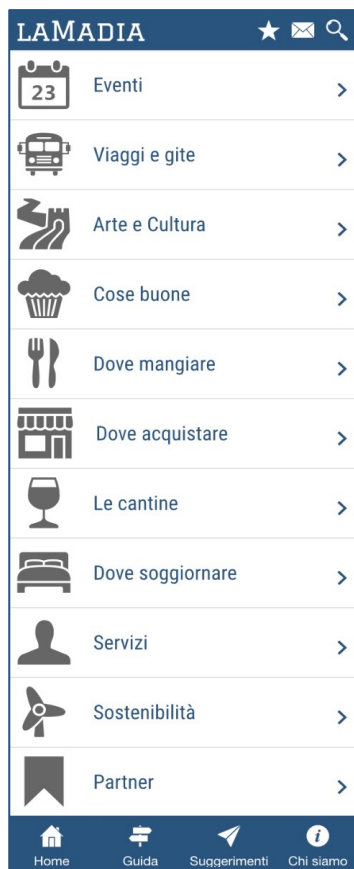 LAMADIA
23
Eventi
Viaggi e gite
Arte e Cultura
Cose buone
Dove mangiare
Dove acquistare
Le cantine
Dove soggiornare
Servizi
Sostenibilità
Partner
Home Guida Suggerimenti Chi siamo